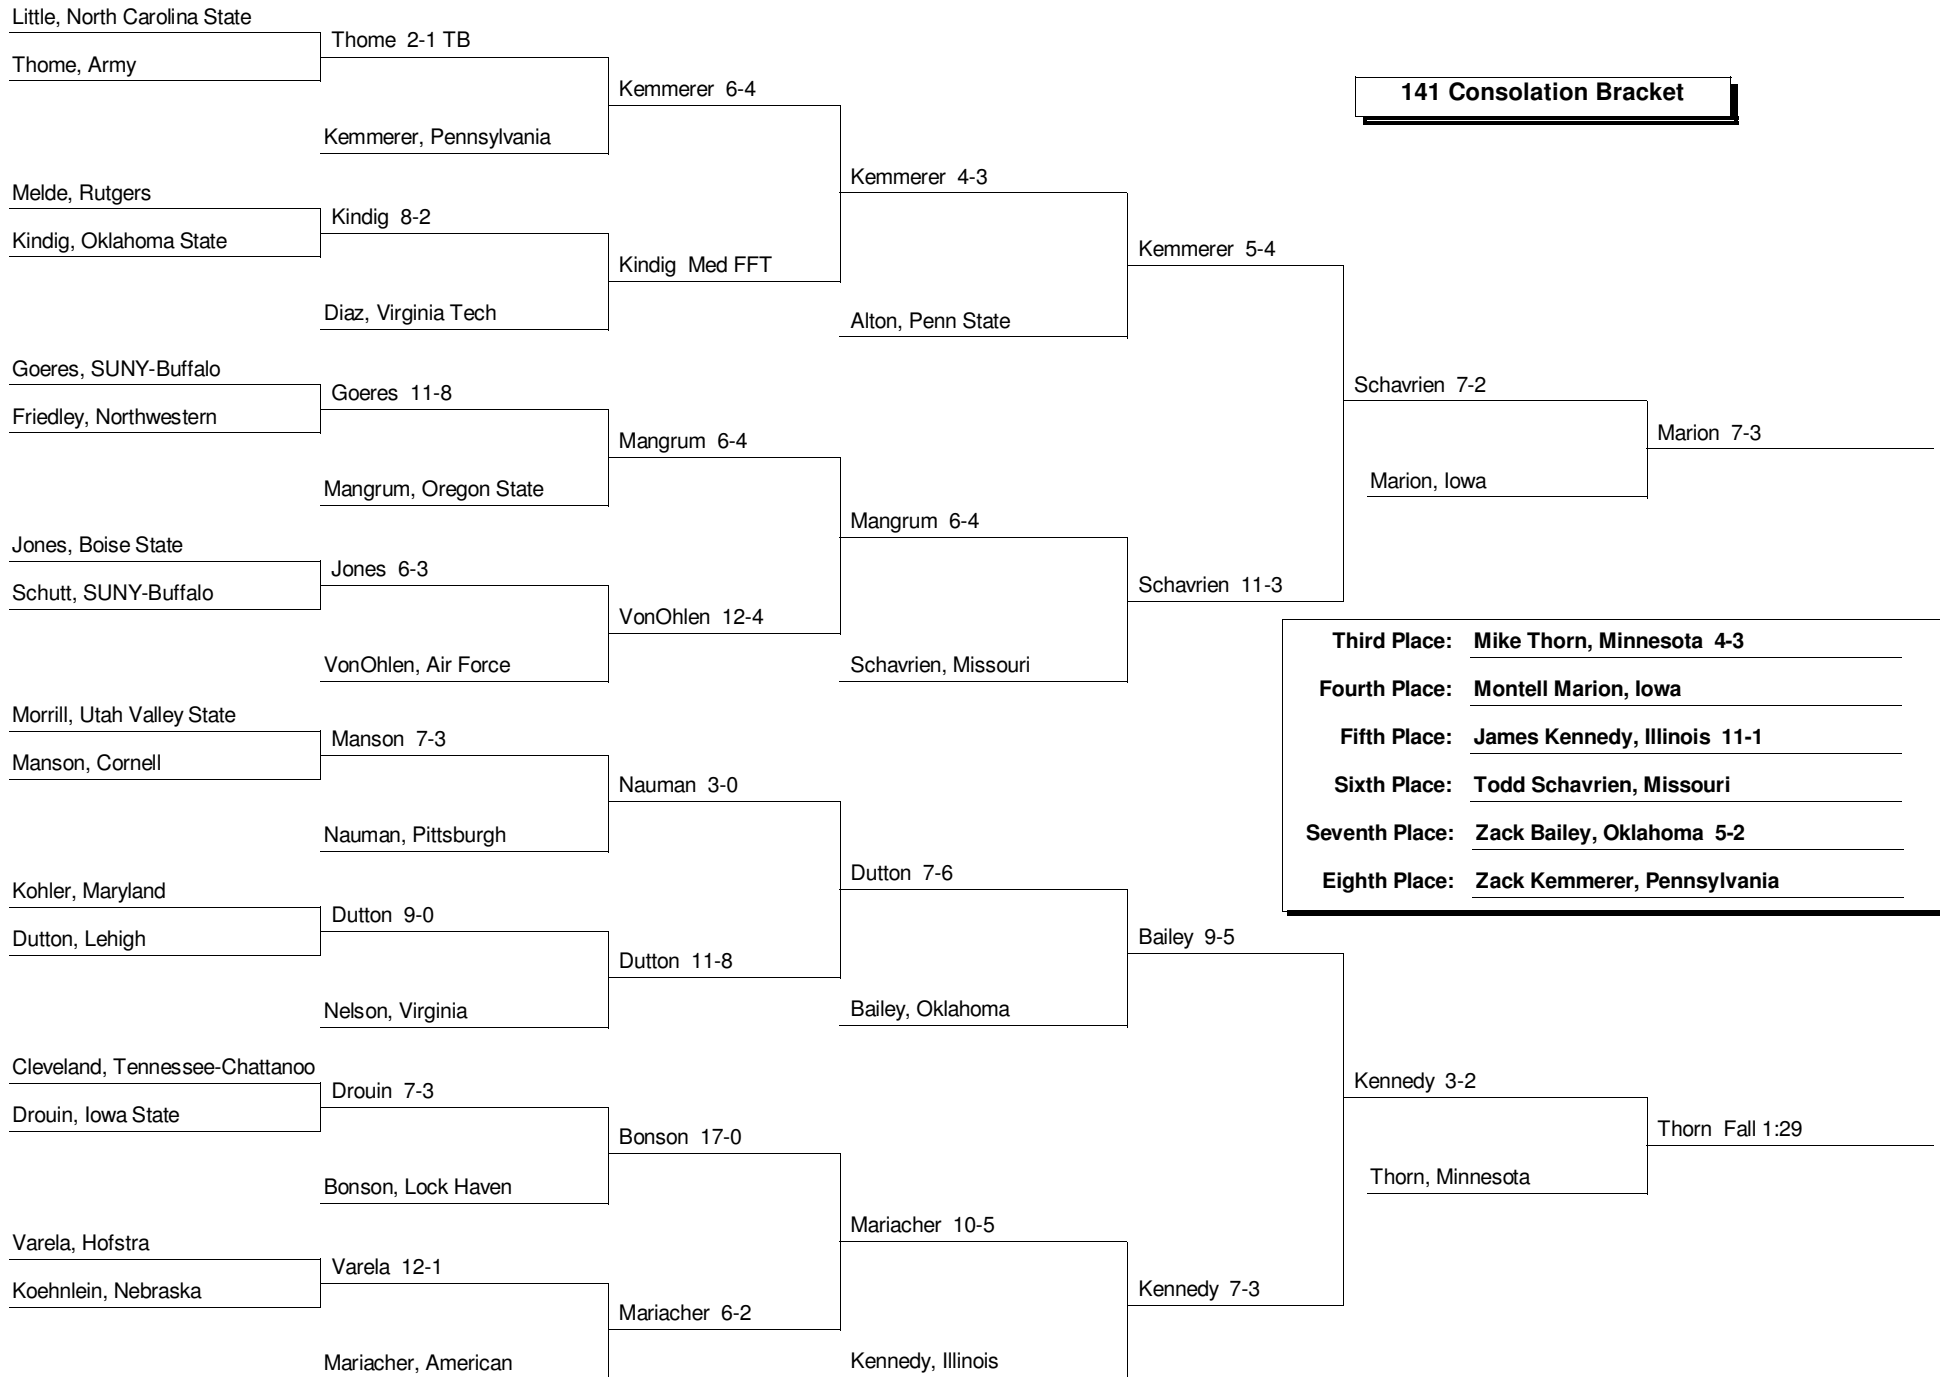 Little, North Carolina State
Thome, Army
Thome 2-1 TB
Kemmerer, Pennsylvania
Kemmerer 6-4
Melde, Rutgers
Kindig, Oklahoma State
Kindig 8-2
Diaz, Virginia Tech
Kindig Med FFT
Kemmerer 4-3
Alton, Penn State
Kemmerer 5-4
141 Consolation Bracket
Goeres, SUNY-Buffalo
Friedley, Northwestern
Goeres 11-8
Mangrum, Oregon State
Mangrum 6-4
Jones, Boise State
Schutt, SUNY-Buffalo
Jones 6-3
VonOhlen, Air Force
VonOhlen 12-4
Mangrum 6-4
Schavrien, Missouri
Schavrien 11-3
Schavrien 7-2
Marion, Iowa
Marion 7-3
Third Place: Mike Thorn, Minnesota 4-3
Fourth Place: Montell Marion, Iowa
Fifth Place: James Kennedy, Illinois 11-1
Sixth Place: Todd Schavrien, Missouri
Seventh Place: Zack Bailey, Oklahoma 5-2
Eighth Place: Zack Kemmerer, Pennsylvania
Morrill, Utah Valley State
Manson, Cornell
Manson 7-3
Nauman, Pittsburgh
Nauman 3-0
Kohler, Maryland
Dutton, Lehigh
Dutton 9-0
Nelson, Virginia
Dutton 11-8
Dutton 7-6
Bailey, Oklahoma
Bailey 9-5
Cleveland, Tennessee-Chattanoo
Drouin, Iowa State
Drouin 7-3
Bonson, Lock Haven
Bonson 17-0
Varela, Hofstra
Koehnlein, Nebraska
Varela 12-1
Mariacher, American
Mariacher 6-2
Mariacher 10-5
Kennedy, Illinois
Kennedy 7-3
Kennedy 3-2
Thorn, Minnesota
Thorn Fall 1:29